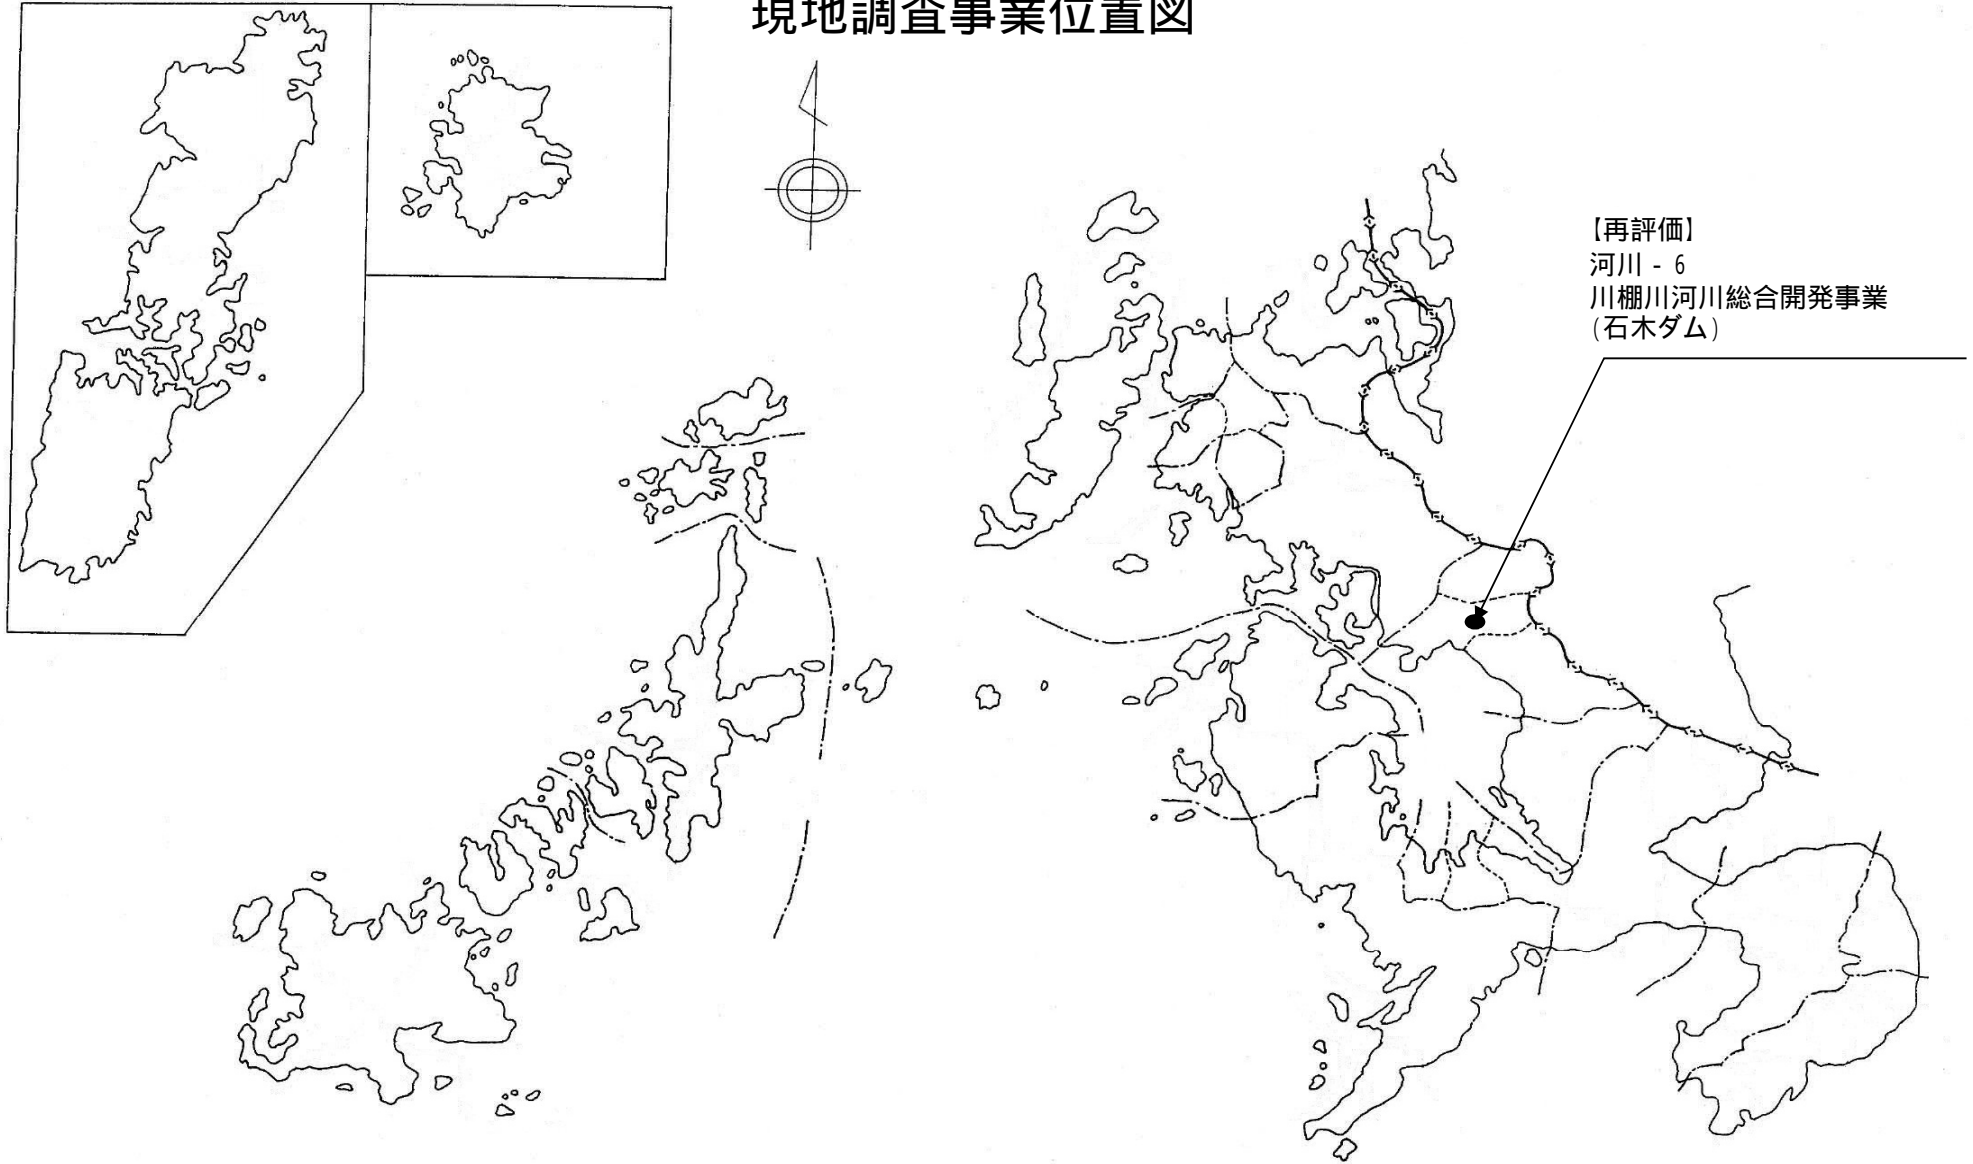 現地調査事業位置図
【再評価】
河川 - 6
川棚川河川総合開発事業
(石木ダム)